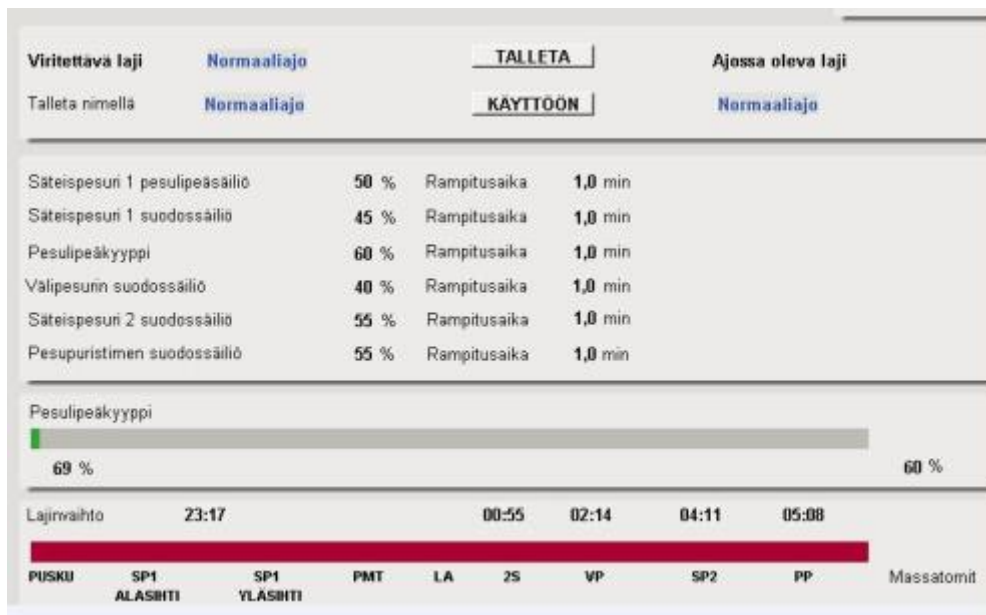 Viritettävä laji Normaaliajo TALLETA Ajossa oleva laji
Talleta nimellä Normaaliajo KÄYTTÖÖN Normaaliajo
Säteispesuri 1 pesulipeäsäiliö 50 % Rampitusaika 1,0 min
Säteispesuri 1 suodossäiliö 45 % Rampitusaika 1,0 min
Pesulipeäkyyppi 60 % Rampitusaika 1,0 min
Välipesurin suodossäiliö 40 % Rampitusaika 1,0 min
Säteispesuri 2 suodossäiliö 55 % Rampitusaika 1,0 min
Pesupuristimen suodossäiliö 55 % Rampitusaika 1,0 min
Pesulipeäkyyppi
69 % 60 %
Lajinvaihto 23:17 00:55 02:14 04:11 05:08
PUSKU SP1 SP1 PMT LA 2S VP SP2 PP Massatornit
ALASIHTI YLÄSIHTI